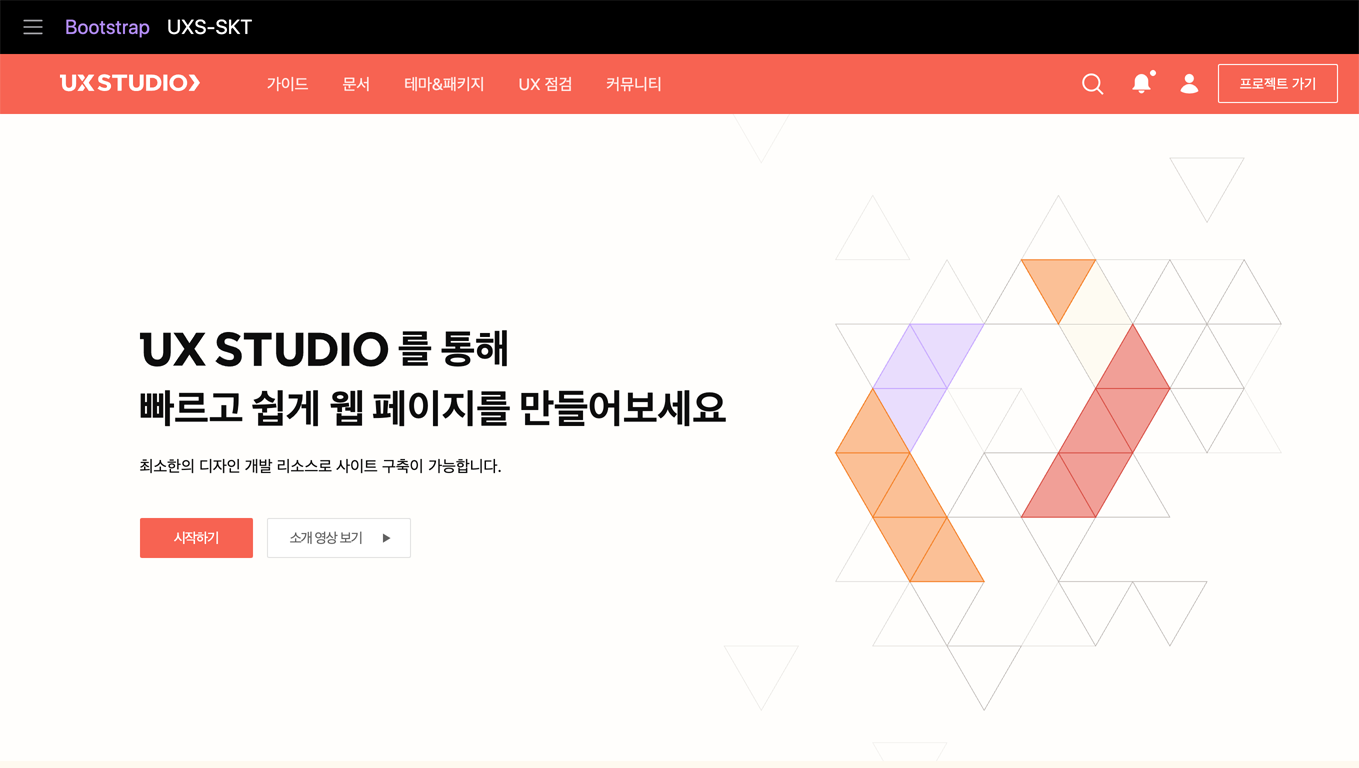 Bootstrap UXS-SKT
UX STUDIO 가이드 문서 테마&패키지 UX 점검 커뮤니티 프로젝트 가기
UX STUDIO 를 통해
빠르고 쉽게 웹 페이지를 만들어보세요
최소한의 디자인 개발 리소스로 사이트 구축이 가능합니다.
시작하기 소개 영상 보기